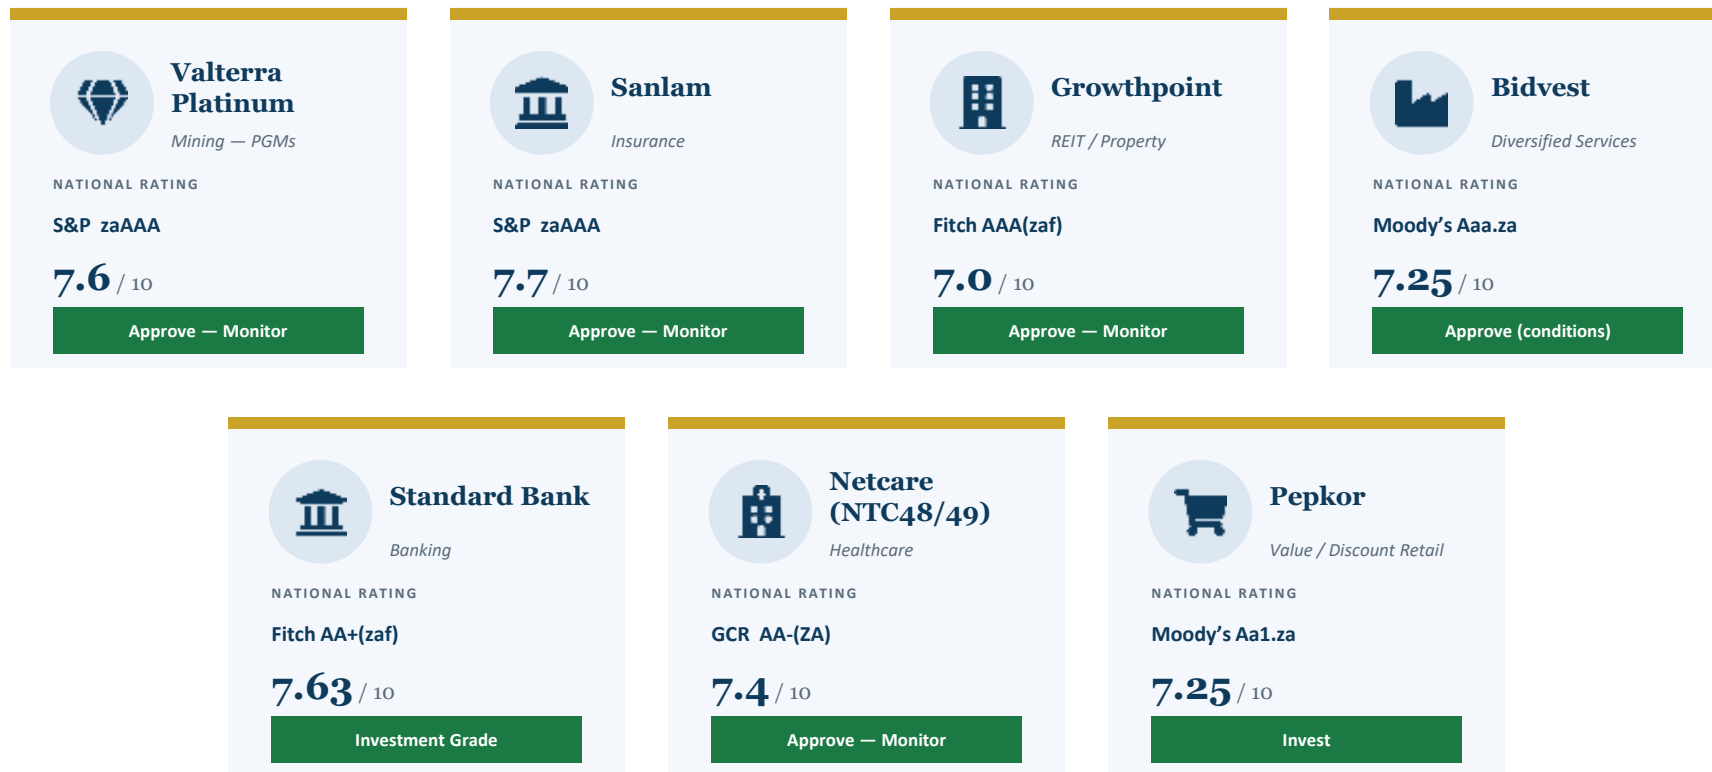 Valterra
Platinum
Mining — PGMs
NATIONAL RATING
S&P zaAAA
7.6 / 10
Approve — Monitor
Sanlam
Insurance
NATIONAL RATING
S&P zaAAA
7.7 / 10
Approve — Monitor
Growthpoint
REIT / Property
NATIONAL RATING
Fitch AAA(zaf)
7.0 / 10
Approve — Monitor
Bidvest
Diversified Services
NATIONAL RATING
Moody’s Aaa.za
7.25 / 10
Approve (conditions)
Standard Bank
Banking
NATIONAL RATING
Fitch AA+(zaf)
7.63 / 10
Investment Grade
Netcare
(NTC48/49)
Healthcare
NATIONAL RATING
GCR AA-(ZA)
7.4 / 10
Approve — Monitor
Pepkor
Value / Discount Retail
NATIONAL RATING
Moody’s Aa1.za
7.25 / 10
Invest